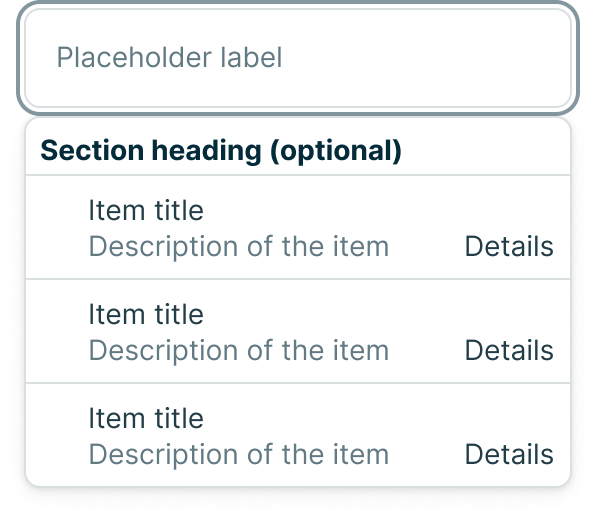 Placeholder label
Section heading (optional)
Item title
Description of the item Details
Item title
Description of the item Details
Item title
Description of the item Details